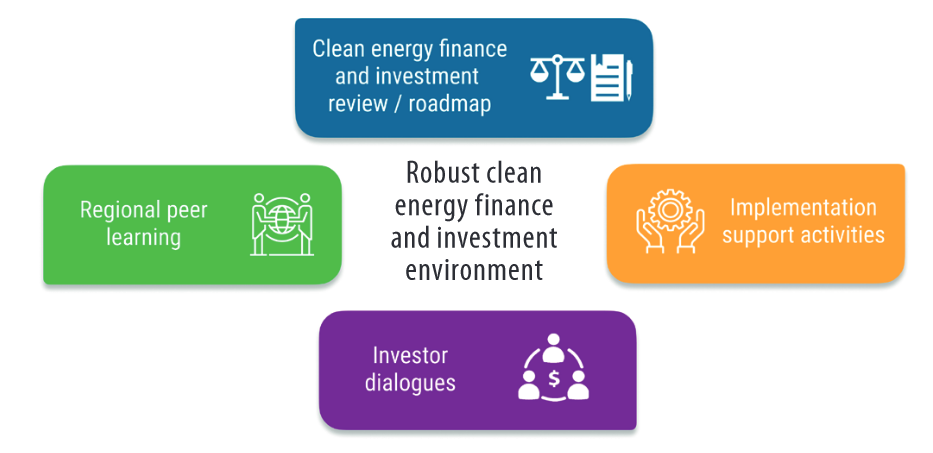 Clean energy finance
and investment
review / roadmap
Regional peer
learning
Robust clean
energy finance
and investment
environment
Implementation
support activities
Investor
dialogues
$